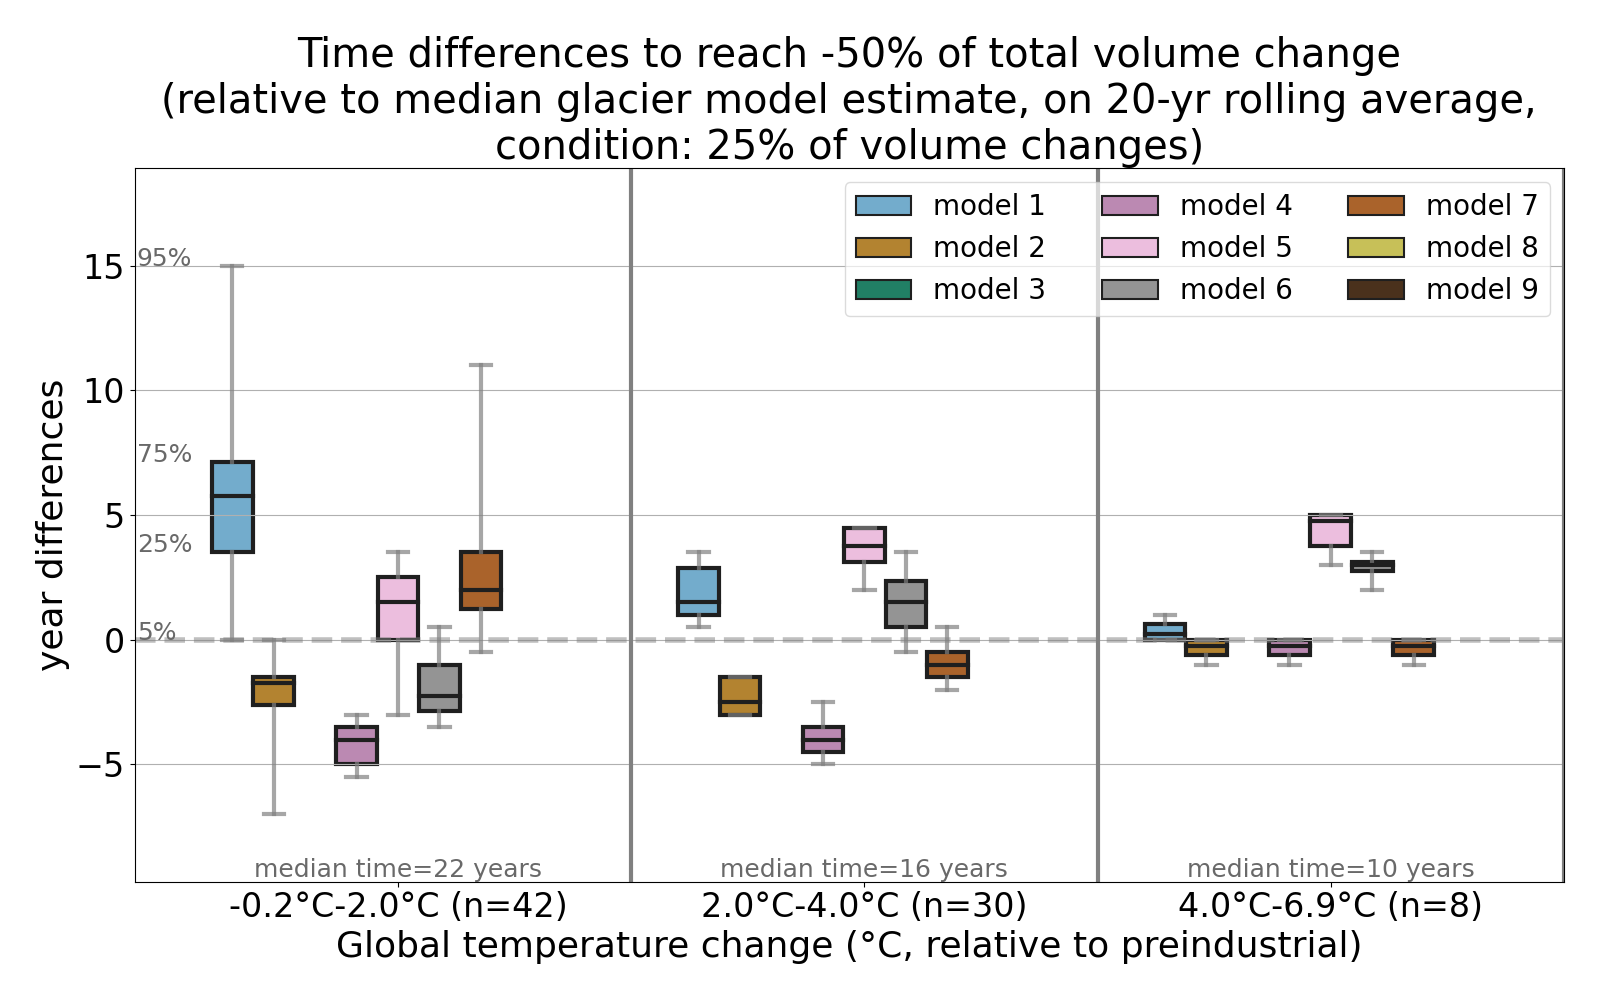 Time differences to reach -50% of total volume change
(relative to median glacier model estimate, on 20-yr rolling average,
condition: 25% of volume changes)
model 1
model 2
model 3
model 4
model 5
model 6
model 7
model 8
model 9
year differences
15
10
5
0
−5
95%
75%
25%
5%
median time=22 years
median time=16 years
median time=10 years
-0.2°C-2.0°C (n=42)
2.0°C-4.0°C (n=30)
4.0°C-6.9°C (n=8)
Global temperature change (°C, relative to preindustrial)